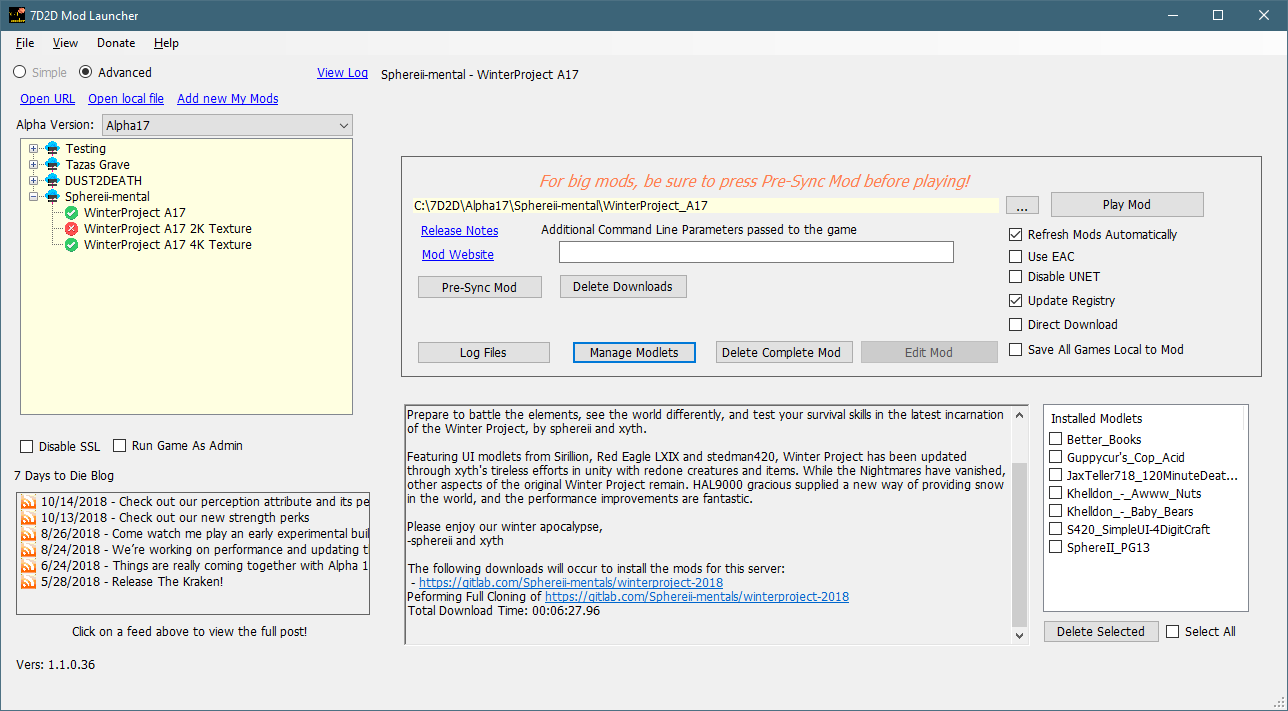 7D2D Mod Launcher
File View Donate Help
Simple Advanced View Log Sphereii-mental - WinterProject A17
Open URL Open local file Add new My Mods
Alpha Version: Alpha17
Testing
Tazas Grave
DUST2DEATH
Sphereii-mental
WinterProject A17
WinterProject A17 2K Texture
WinterProject A17 4K Texture
For big mods, be sure to press Pre-Sync Mod before playing!
C:\7D2D\Alpha17\Sphereii-mental\WinterProject_A17 ... Play Mod
Release Notes Additional Command Line Parameters passed to the game
Mod Website
Pre-Sync Mod Delete Downloads
Log Files Manage Modlets Delete Complete Mod Edit Mod
Refresh Mods Automatically
Use EAC
Disable UNET
Update Registry
Direct Download
Save All Games Local to Mod
Disable SSL Run Game As Admin
7 Days to Die Blog
10/14/2018 - Check out our perception attribute and its pe
10/13/2018 - Check out our new strength perks
8/26/2018 - Come watch me play an early experimental buil
8/24/2018 - We're working on performance and updating t
6/24/2018 - Things are really coming together with Alpha 1
5/28/2018 - Release The Kraken!
Click on a feed above to view the full post!
Vers: 1.1.0.36
Prepare to battle the elements, see the world differently, and test your survival skills in the latest incarnation
of the Winter Project, by sphereii and xyth.
Featuring UI modlets from Sirillion, Red Eagle LXIX and stedman420, Winter Project has been updated
through xyth's tireless efforts in unity with redone creatures and items. While the Nightmares have vanished,
other aspects of the original Winter Project remain. HAL9000 gracious supplied a new way of providing snow
in the world, and the performance improvements are fantastic.
Please enjoy our winter apocalypse,
-sphereii and xyth
The following downloads will occur to install the mods for this server:
- https://gitlab.com/Sphereii-mentals/winterproject-2018
Peforming Full Cloning of https://gitlab.com/Sphereii-mentals/winterproject-2018
Total Download Time: 00:06:27.96
Installed Modlets
Better_Books
Guppycur's_Cop_Acid
JaxTeller718_120MinuteDeat...
Khelldon_-_Awww_Nuts
Khelldon_-_Baby_Bears
S420_SimpleUI-4DigitCraft
SphereII_PG13
Delete Selected Select All